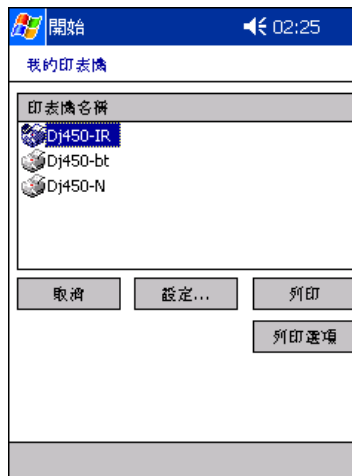 開始 02:25
我的印表機
印表機名稱
Dj450-IR
Dj450-bt
Dj450-N
取消 設定... 列印
列印選項